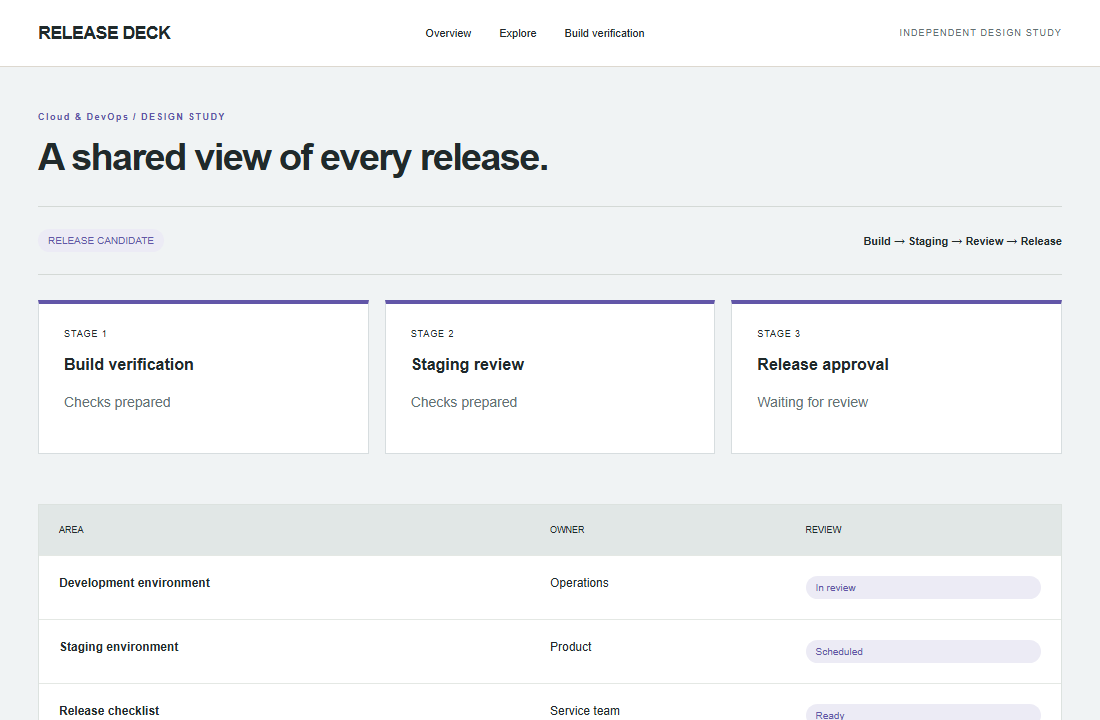 RELEASE DECK
Overview Explore Build verification
INDEPENDENT DESIGN STUDY
Cloud & DevOps / DESIGN STUDY
A shared view of every release.
RELEASE CANDIDATE
Build → Staging → Review → Release
STAGE 1
Build verification
Checks prepared
STAGE 2
Staging review
Checks prepared
STAGE 3
Release approval
Waiting for review
AREA OWNER REVIEW
Development environment Operations In review
Staging environment Product Scheduled
Release checklist Service team Ready